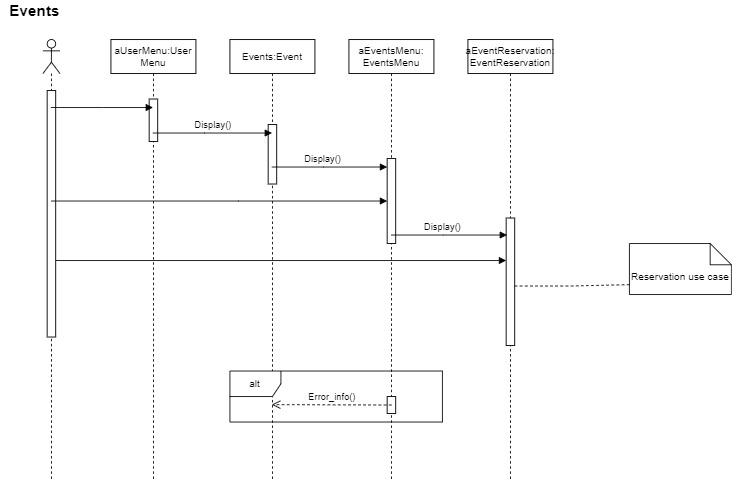 Events
aUserMenu:User
Menu
Events:Event
aEventsMenu:
EventsMenu
aEventReservation:
EventReservation
Display()
Display()
Display()
Reservation use case
alt
Error_info()